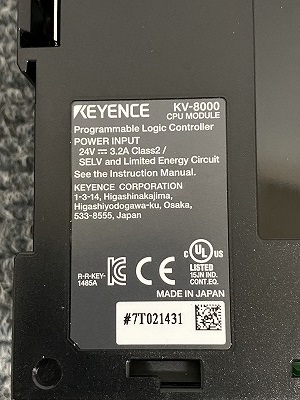 KEYENCE KV-8000
CPU MODULE
Programmable Logic Controller
POWER INPUT
24V ⎓ 3.2A Class2 /
SELV and Limited Energy Circuit
See the Instruction Manual.
KEYENCE CORPORATION
1-3-14, Higashinakajima,
Higashiyodogawa-ku, Osaka,
533-8555, Japan
C UL US
LISTED
15JN IND.
CONT.EQ.
R-R-KEY-
1485A
CE
MADE IN JAPAN
#7T021431